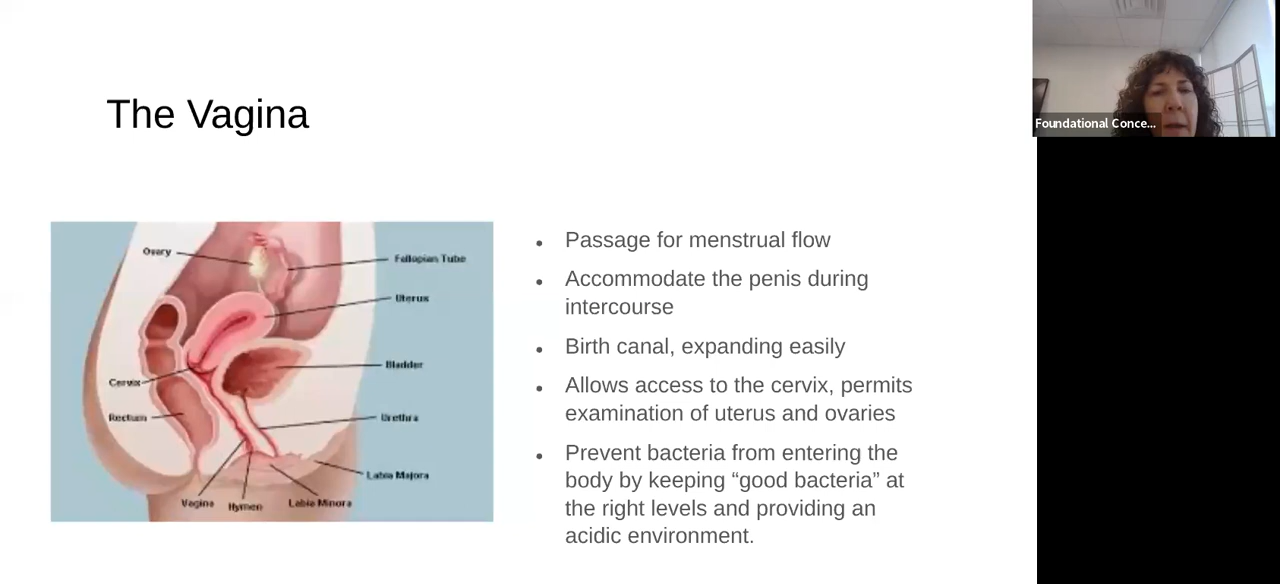 The Vagina
Foundational Conce...
Ovary
Fallopian Tube
Uterus
Bladder
Cervix
Rectum
Urethra
Labia Majora
Vagina
Hymen
Labia Minora
• Passage for menstrual flow
• Accommodate the penis during
intercourse
• Birth canal, expanding easily
• Allows access to the cervix, permits
examination of uterus and ovaries
• Prevent bacteria from entering the
body by keeping “good bacteria” at
the right levels and providing an
acidic environment.